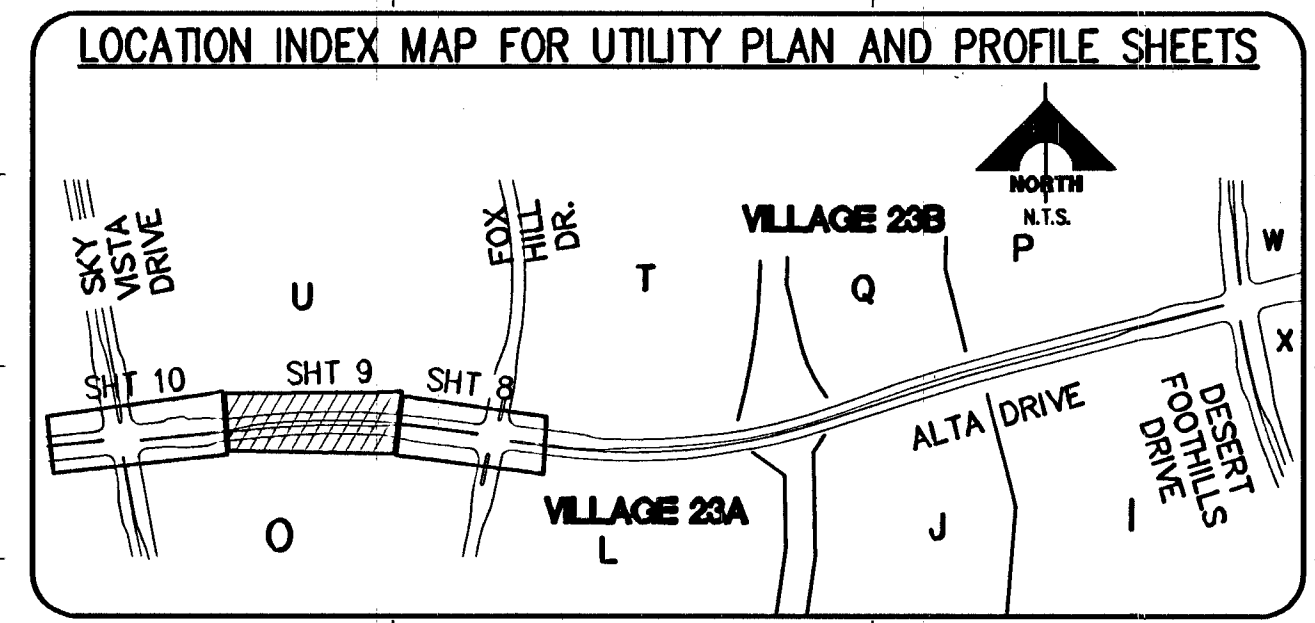 LOCATION INDEX MAP FOR UTILITY PLAN AND PROFILE SHEETS
NORTH
N.T.S.
SKY
VISTA
DRIVE
FOX
HILL
DR.
VILLAGE 23B
P
W
U
T
Q
X
SHT 10
SHT 9
SHT 8
ALTA DRIVE
DESERT
FOOTHILLS
DRIVE
VILLAGE 23A
O
L
J
I